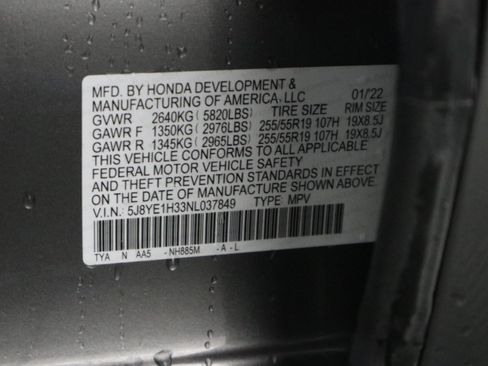 MFD. BY HONDA DEVELOPMENT &
MANUFACTURING OF AMERICA, LLC 01/22
GVWR 2640KG (5820LBS) TIRE SIZE RIM SIZE
GAWR F 1350KG (2976LBS) 255/55R19 107H 19X8.5J
GAWR R 1345KG (2965LBS) 255/55R19 107H 19X8.5J
THIS VEHICLE CONFORMS TO ALL APPLICABLE
FEDERAL MOTOR VEHICLE SAFETY
AND THEFT PREVENTION STANDARDS IN EFFECT
ON THE DATE OF MANUFACTURE SHOWN ABOVE.
V.I.N.: 5J8YE1H33NL037849 TYPE: MPV
TYA N AA5 - NH885M - A - L